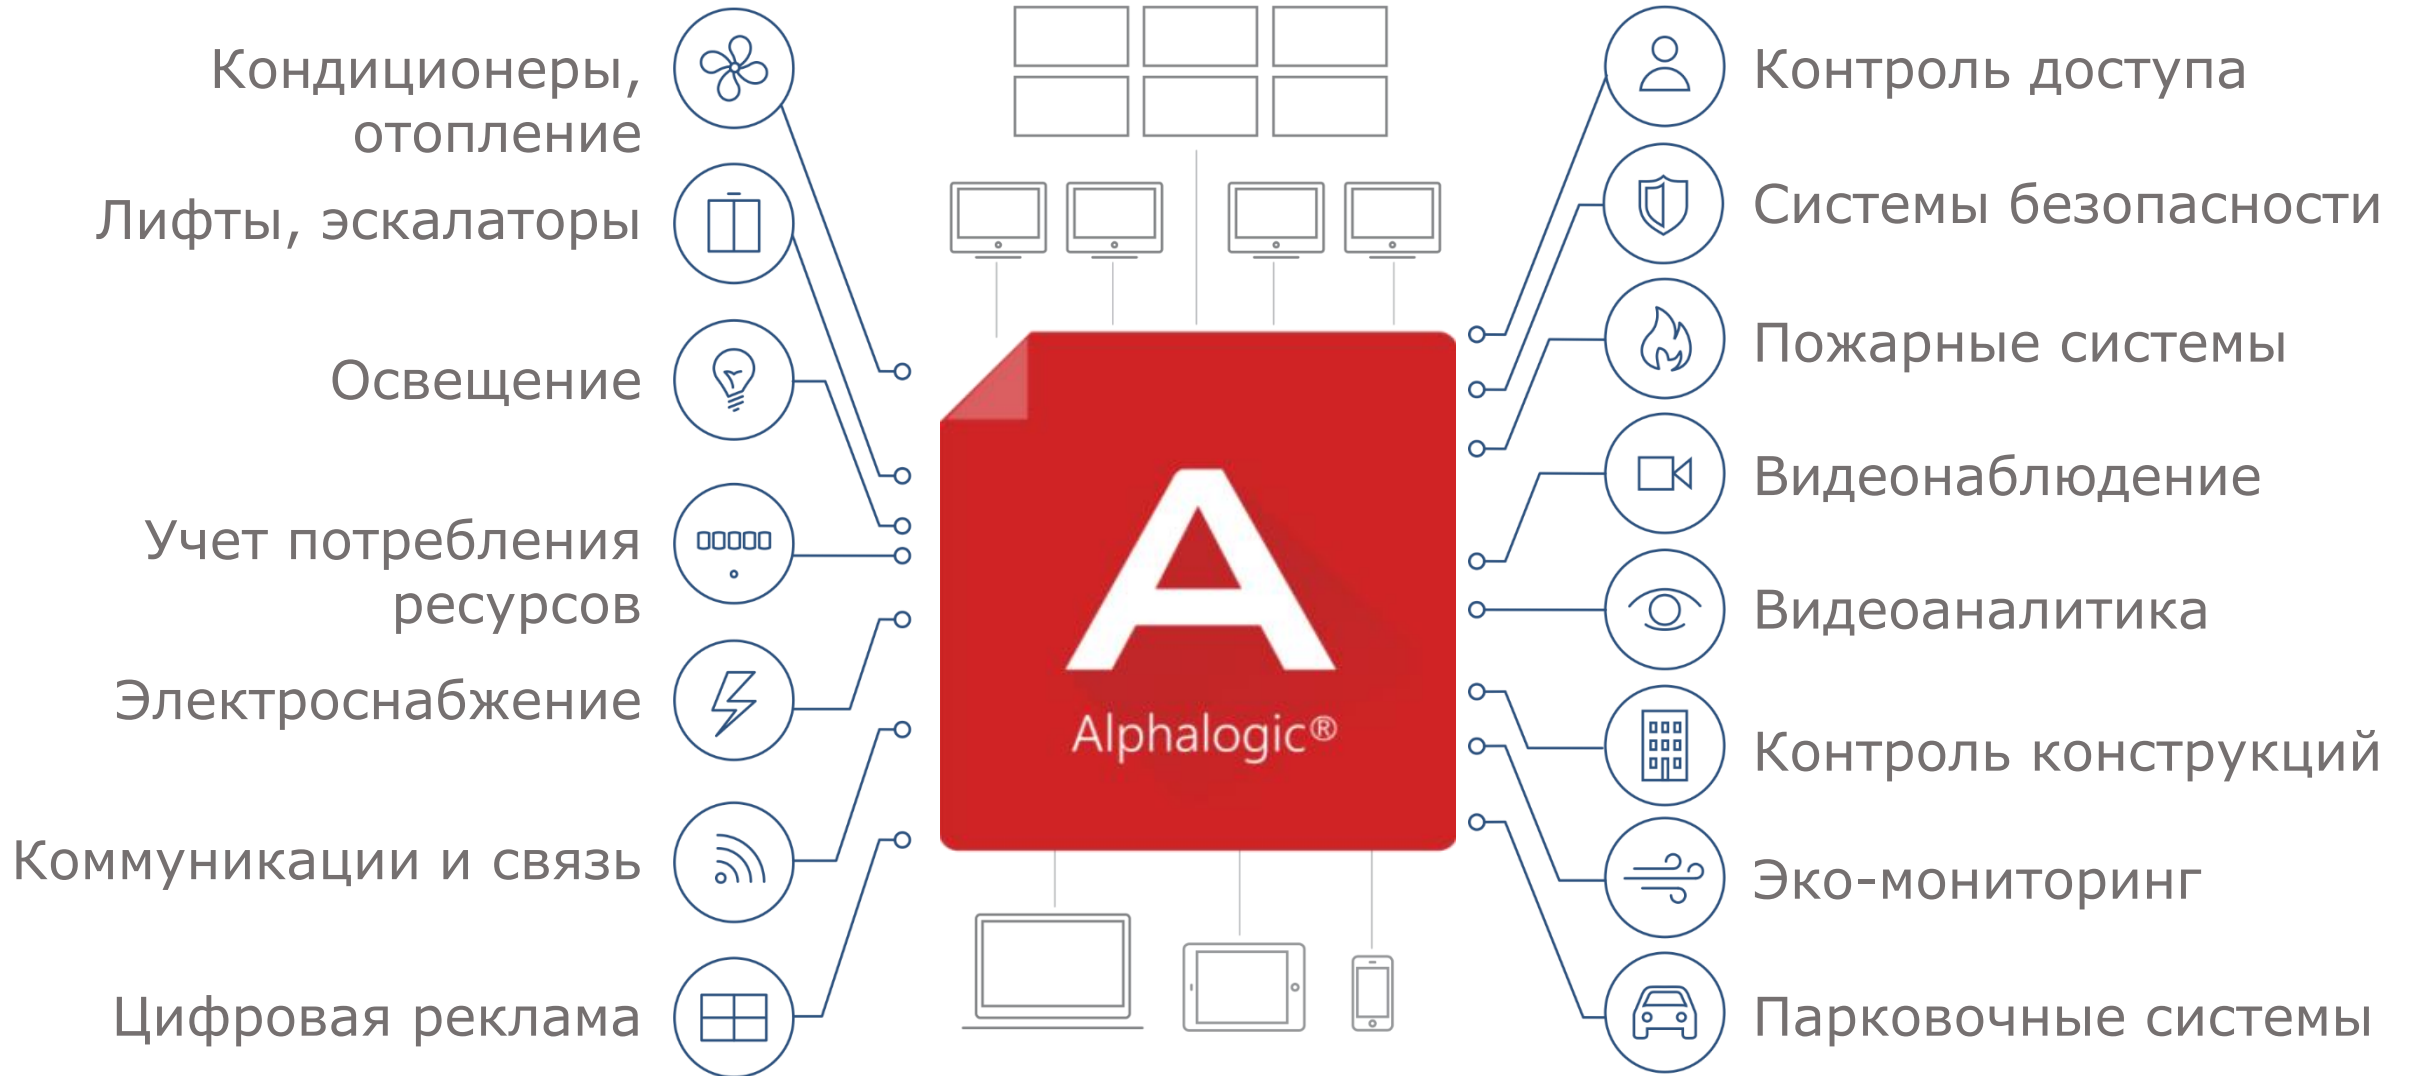 Кондиционеры,
отопление
Лифты, эскалаторы
Освещение
Учет потребления
ресурсов
Электроснабжение
Коммуникации и связь
Цифровая реклама
A
Alphalogic®
Контроль доступа
Системы безопасности
Пожарные системы
Видеонаблюдение
Видеоаналитика
Контроль конструкций
Эко-мониторинг
Парковочные системы